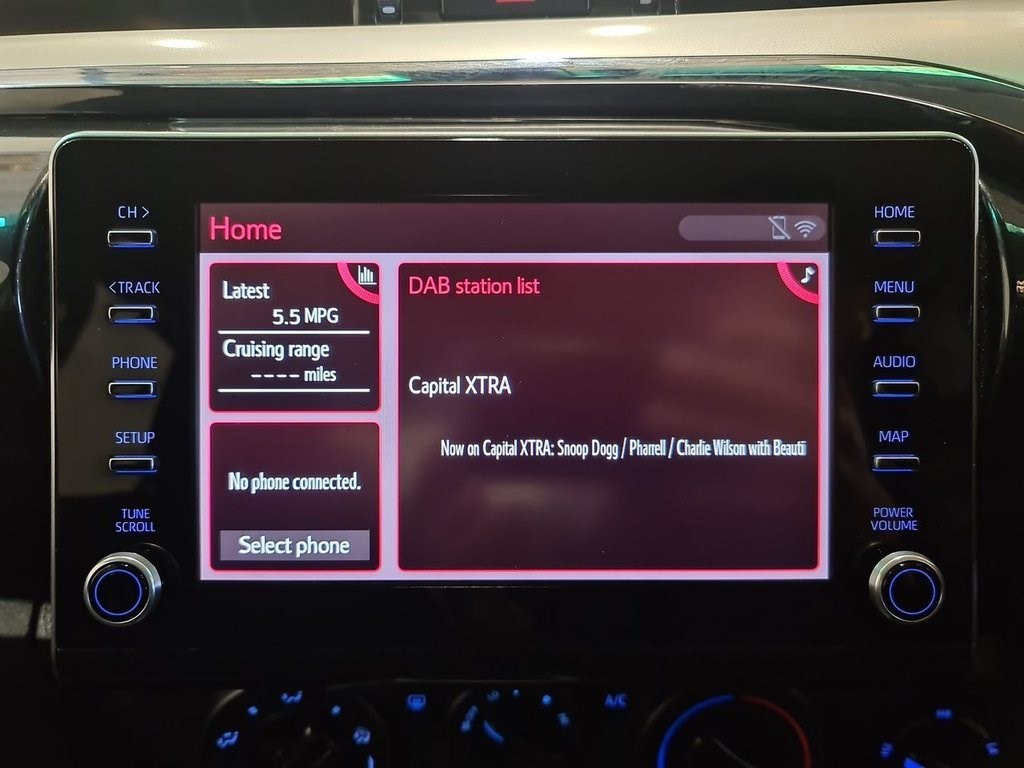 CH >
<TRACK
PHONE
SETUP
TUNE
SCROLL
Home
Latest
5.5 MPG
Cruising range
---- miles
No phone connected.
Select phone
DAB station list
Capital XTRA
Now on Capital XTRA: Snoop Dogg / Pharrell / Charlie Wilson with Beauti
HOME
MENU
AUDIO
MAP
POWER
VOLUME
A/C